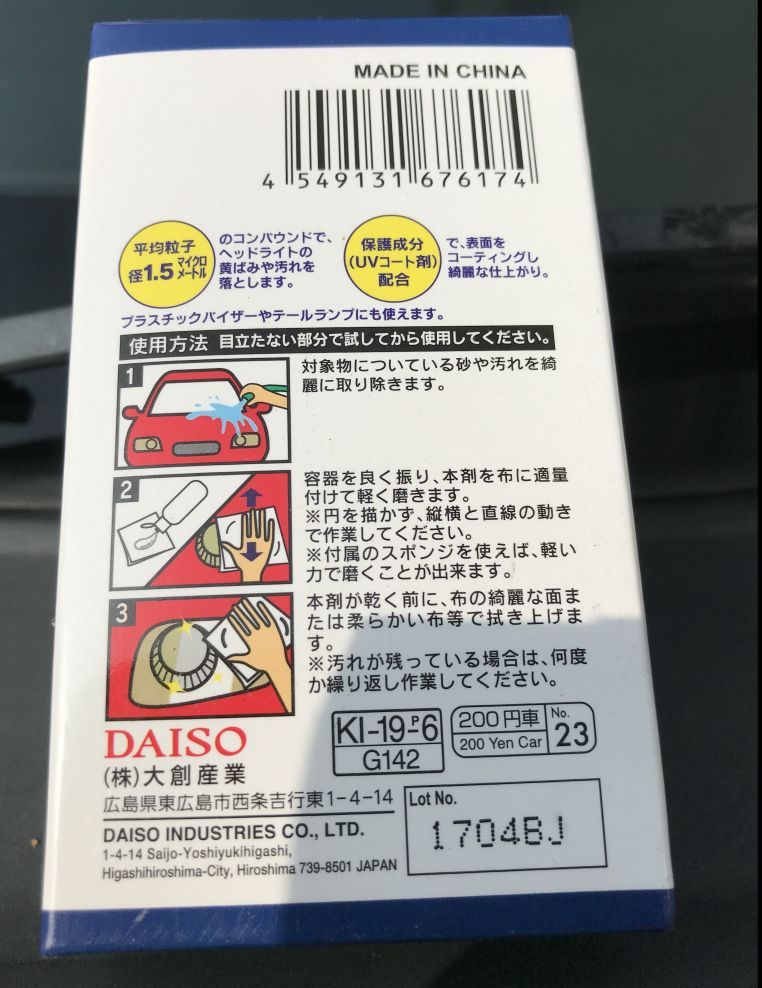 MADE IN CHINA
4 549131 676174
平均粒子
径1.5マイクロメートル
のコンパウンドで、
ヘッドライトの
黄ばみや汚れを
落とします。
保護成分
(UVコート剤)
配合
で、表面を
コーティングし
綺麗な仕上がり。
プラスチックバイザーやテールランプにも使えます。
使用方法 目立たない部分で試してから使用してください。
1
対象物についている砂や汚れを綺
麗に取り除きます。
2
容器を良く振り、本剤を布に適量
付けて軽く磨きます。
※円を描かず、縦横と直線の動き
で作業してください。
※付属のスポンジを使えば、軽い
力で磨くことが出来ます。
3
本剤が乾く前に、布の綺麗な面ま
たは柔らかい布等で拭き上げま
す。
※汚れが残っている場合は、何度
か繰り返し作業してください。
KI-19-P-6
G142
200円車
200 Yen Car
No.
23
DAISO
(株)大創産業
広島県東広島市西条吉行東1-4-14
DAISO INDUSTRIES CO., LTD.
1-4-14 Saijo-Yoshiyukihigashi,
Higashihiroshima-City, Hiroshima 739-8501 JAPAN
Lot No.
1704BJ